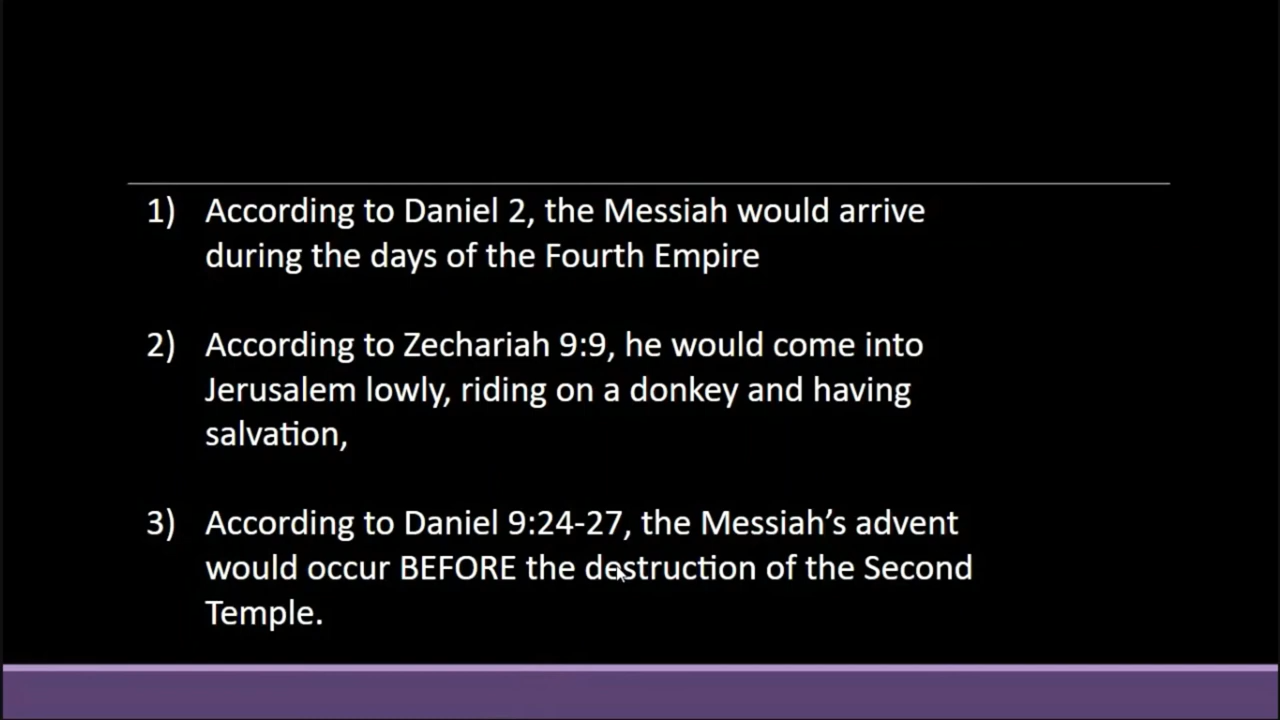 1) According to Daniel 2, the Messiah would arrive
during the days of the Fourth Empire
2) According to Zechariah 9:9, he would come into
Jerusalem lowly, riding on a donkey and having
salvation,
3) According to Daniel 9:24-27, the Messiah’s advent
would occur BEFORE the destruction of the Second
Temple.